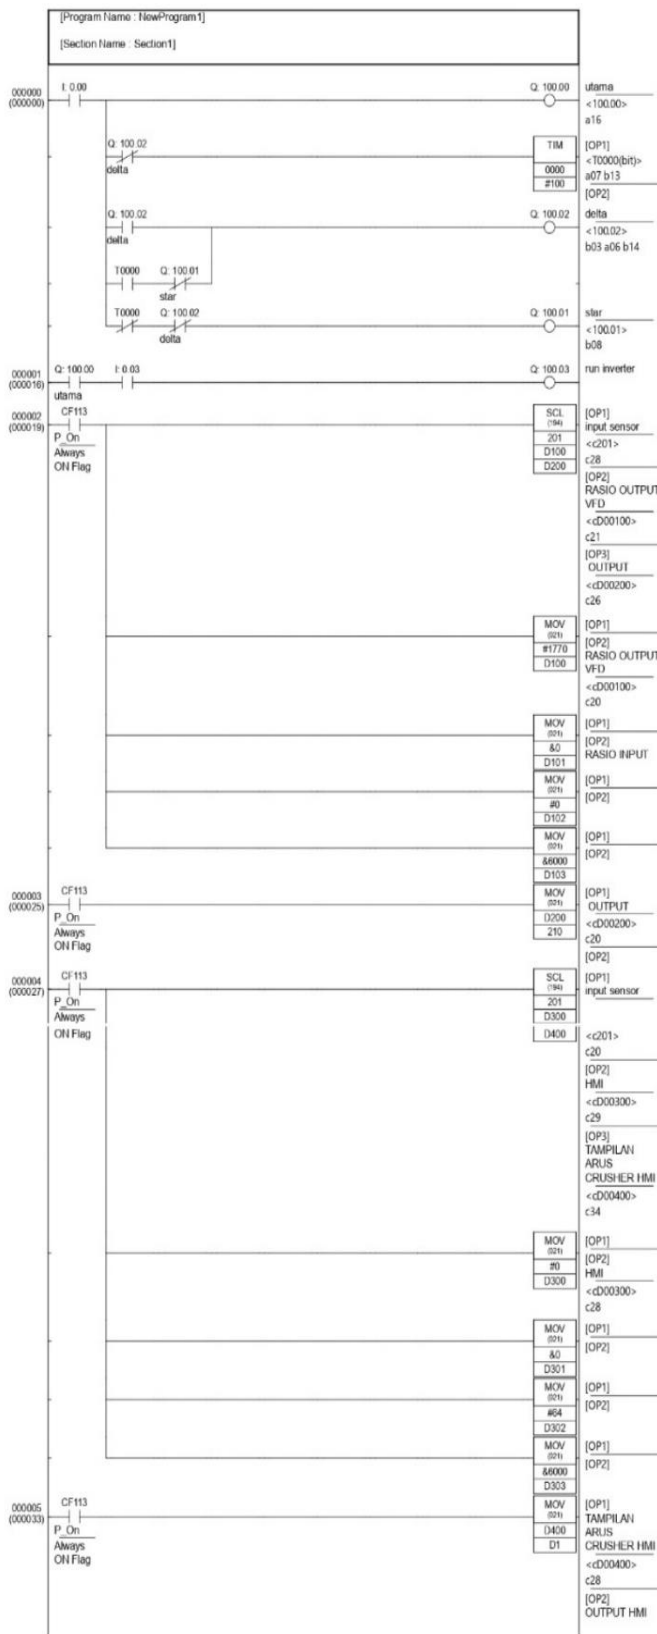 [Program Name : NewProgram1]
[Section Name : Section1]
000000
(000000)
I: 0.00
Q: 100.00
utama
<100.00>
a16
Q: 100.02
delta
TIM
0000
#100
[OP1]
<T0000(bit)>
a07 b13
[OP2]
Q: 100.02
delta
Q: 100.02
delta
<100.02>
b03 a06 b14
T0000
Q: 100.01
star
T0000
Q: 100.02
delta
Q: 100.01
star
<100.01>
b08
000001
(000016)
Q: 100.00
utama
I: 0.03
Q: 100.03
run inverter
000002
(000019)
CF113
P_On
Always
ON Flag
SCL
(194)
201
D100
D200
[OP1]
input sensor
<c201>
c28
[OP2]
RASIO OUTPUT
VFD
<cD00100>
c21
[OP3]
OUTPUT
<cD00200>
c26
MOV
(021)
#1770
D100
[OP1]
[OP2]
RASIO OUTPUT
VFD
<cD00100>
c20
MOV
(021)
&0
D101
[OP1]
[OP2]
RASIO INPUT
MOV
(021)
#0
D102
[OP1]
[OP2]
MOV
(021)
&6000
D103
[OP1]
[OP2]
000003
(000025)
CF113
P_On
Always
ON Flag
MOV
(021)
D200
210
[OP1]
OUTPUT
<cD00200>
c20
[OP2]
000004
(000027)
CF113
P_On
Always
ON Flag
SCL
(194)
201
D300
D400
[OP1]
input sensor
<c201>
c20
[OP2]
HMI
<cD00300>
c29
[OP3]
TAMPILAN
ARUS
CRUSHER HMI
<cD00400>
c34
MOV
(021)
#0
D300
[OP1]
[OP2]
HMI
<cD00300>
c28
MOV
(021)
&0
D301
[OP1]
[OP2]
MOV
(021)
#64
D302
[OP1]
[OP2]
MOV
(021)
&6000
D303
[OP1]
[OP2]
000005
(000033)
CF113
P_On
Always
ON Flag
MOV
(021)
D400
D1
[OP1]
TAMPILAN
ARUS
CRUSHER HMI
<cD00400>
c28
[OP2]
OUTPUT HMI